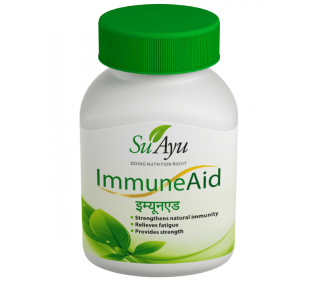 SuAyu
DOING NUTRITION RIGHT
ImmuneAid
इम्यूनएड
• Strengthens natural immunity
• Relieves fatigue
• Provides strength